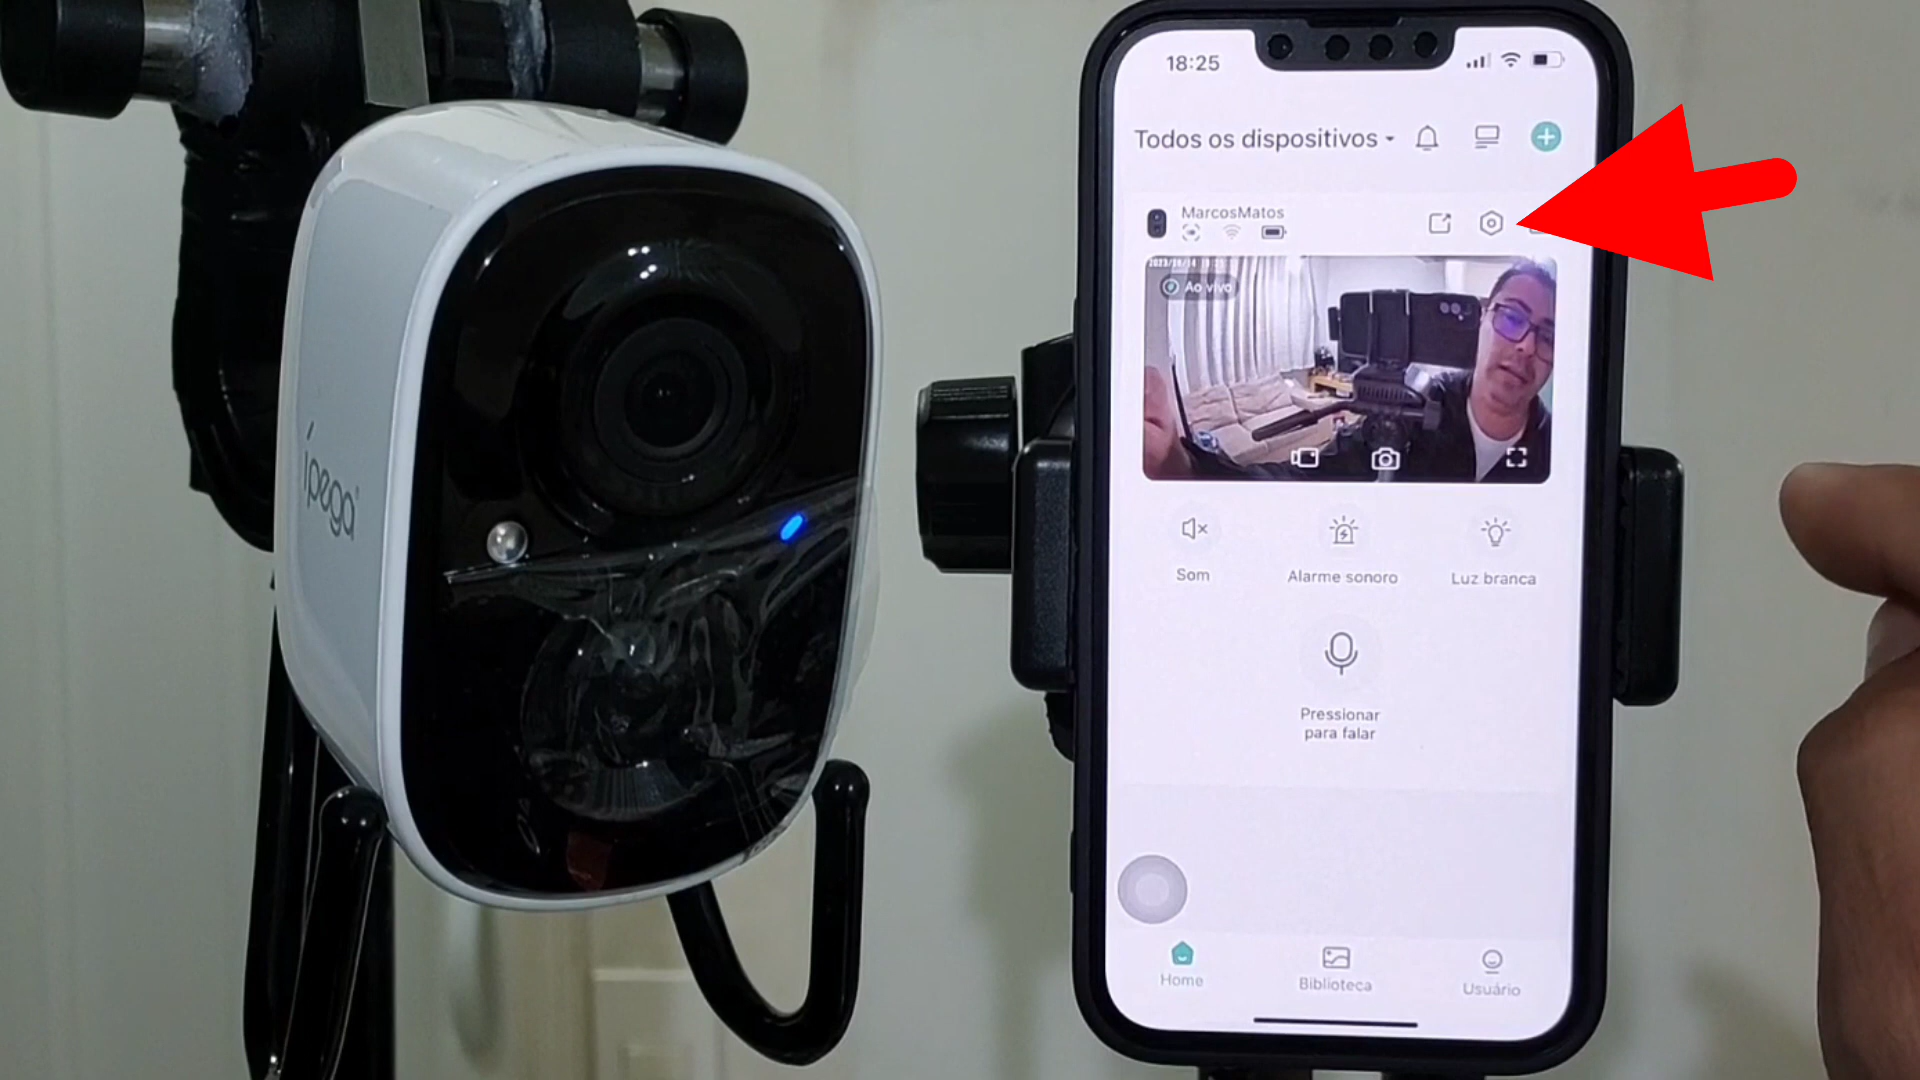 18:25
Todos os dispositivos
MarcosMatos
Ao vivo
ípega
Som
Alarme sonoro
Luz branca
Pressionar
para falar
Home
Biblioteca
Usuário